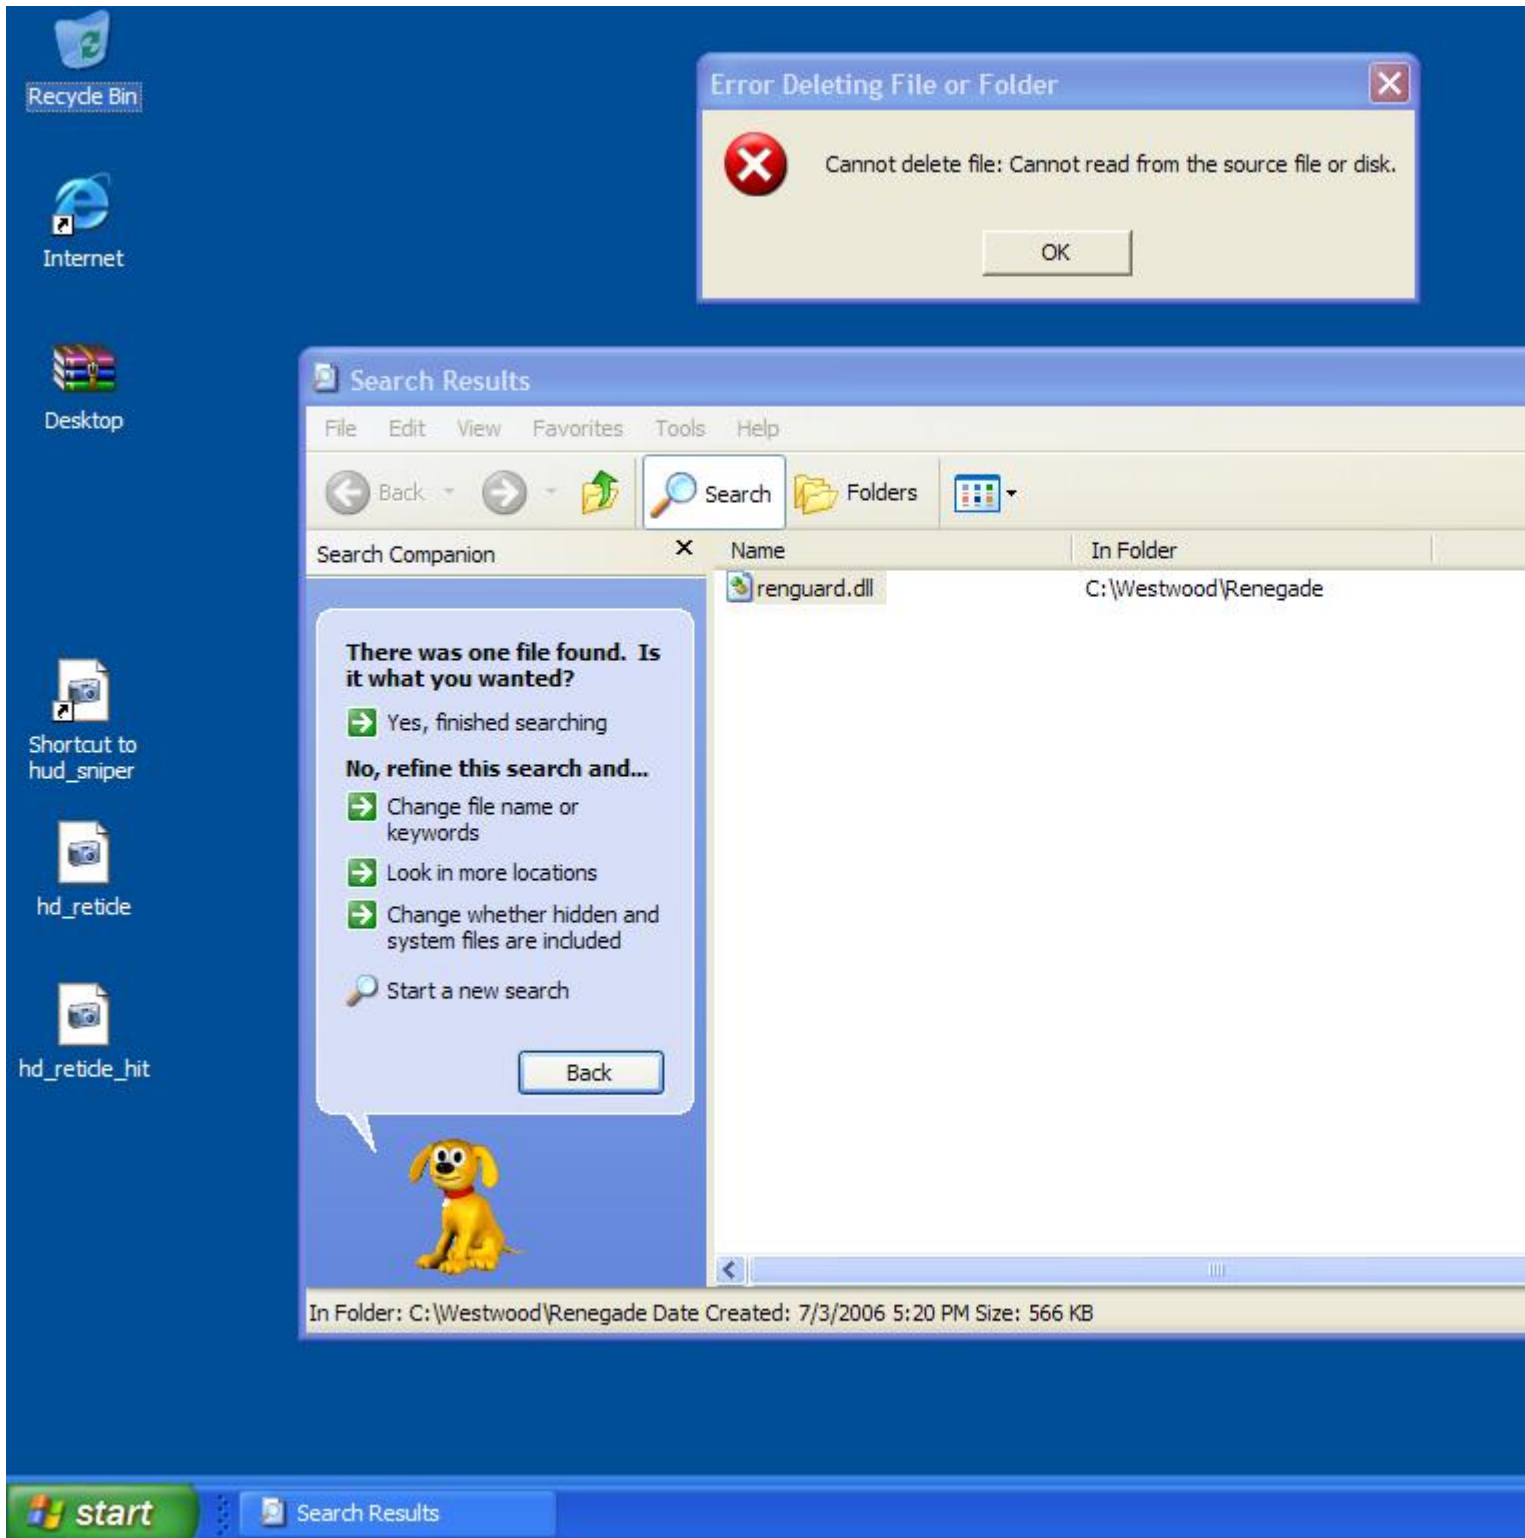 Recycle Bin
Internet
Desktop
Shortcut to
hud_sniper
hd_reticle
hd_reticle_hit
Error Deleting File or Folder
Cannot delete file: Cannot read from the source file or disk.
OK
Search Results
File Edit View Favorites Tools Help
Back Search Folders
Search Companion
Name In Folder
renguard.dll C:\Westwood\Renegade
There was one file found. Is
it what you wanted?
Yes, finished searching
No, refine this search and...
Change file name or
keywords
Look in more locations
Change whether hidden and
system files are included
Start a new search
Back
In Folder: C:\Westwood\Renegade Date Created: 7/3/2006 5:20 PM Size: 566 KB
start Search Results